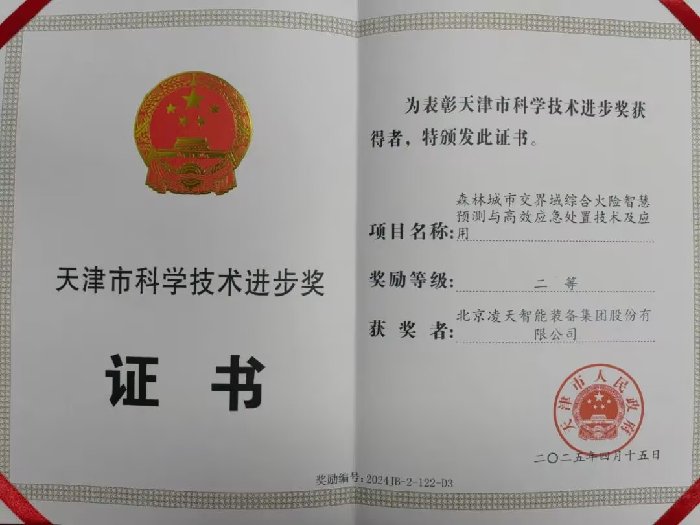 天津市科学技术进步奖
证 书
为表彰天津市科学技术进步奖获
得者，特颁发此证书。
森林城市交界域综合火险智慧
预测与高效应急处置技术及应
项目名称：用
奖励等级：二 等
获 奖 者：北京凌天智能装备集团股份有
限公司
天津市人民政府
二〇二五年四月十五日
奖励编号：2024JB-2-122-D3